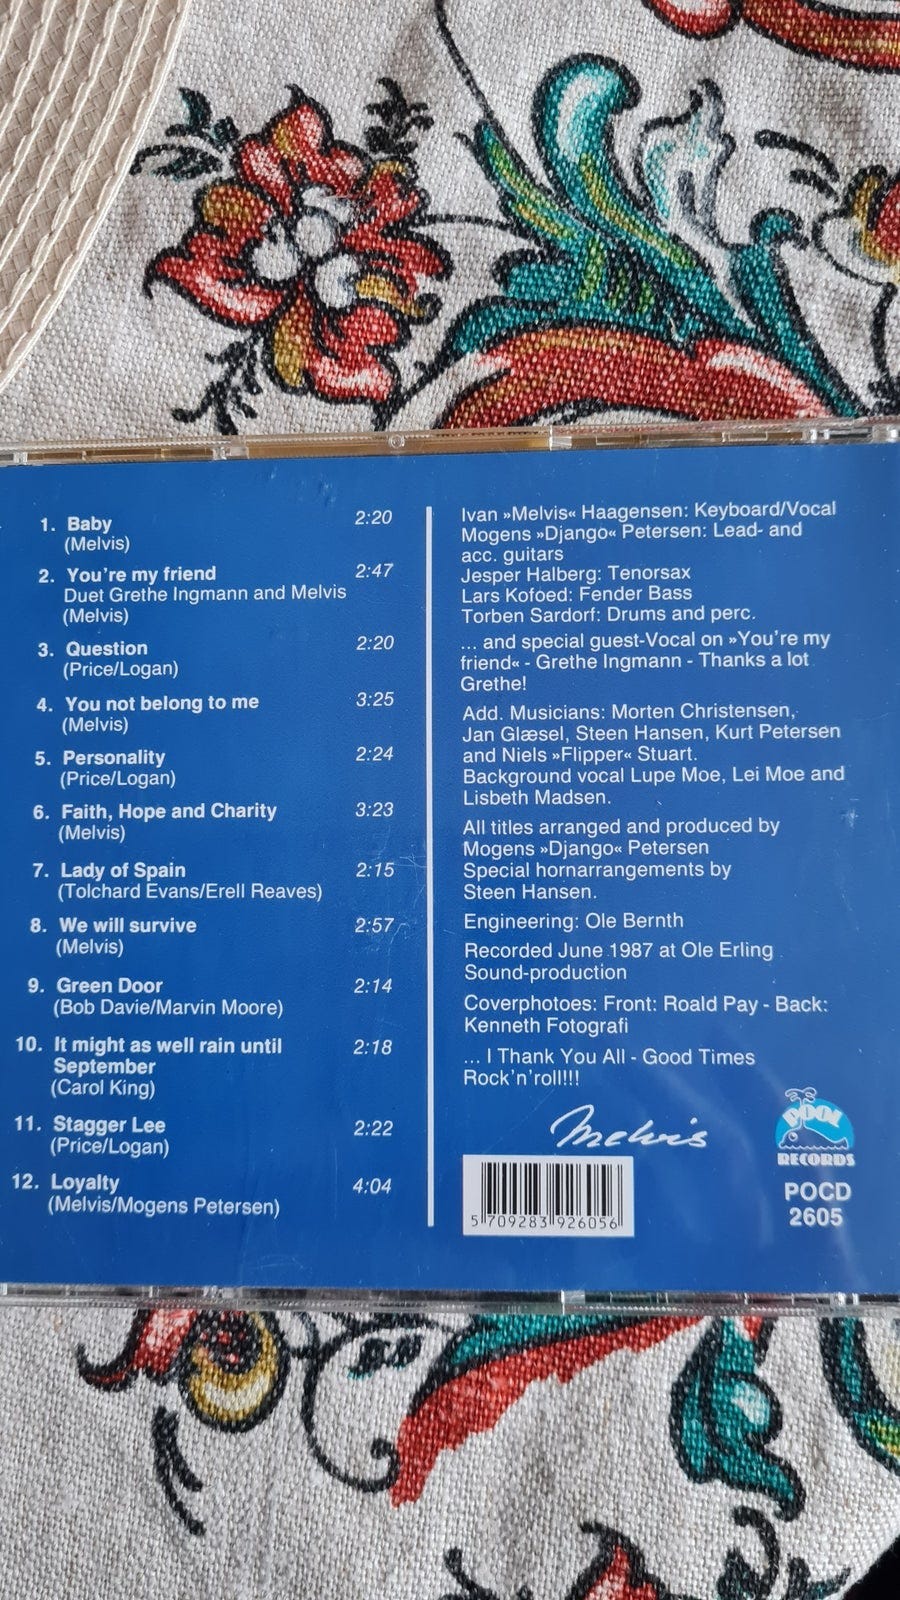 1. Baby 2:20
(Melvis)
2. You're my friend 2:47
Duet Grethe Ingmann and Melvis
(Melvis)
3. Question 2:20
(Price/Logan)
4. You not belong to me 3:25
(Melvis)
5. Personality 2:24
(Price/Logan)
6. Faith, Hope and Charity 3:23
(Melvis)
7. Lady of Spain 2:15
(Tolchard Evans/Erell Reaves)
8. We will survive 2:57
(Melvis)
9. Green Door 2:14
(Bob Davie/Marvin Moore)
10. It might as well rain until 2:18
September
(Carol King)
11. Stagger Lee 2:22
(Price/Logan)
12. Loyalty 4:04
(Melvis/Mogens Petersen)
Ivan »Melvis« Haagensen: Keyboard/Vocal
Mogens »Django« Petersen: Lead- and
acc. guitars
Jesper Halberg: Tenorsax
Lars Kofoed: Fender Bass
Torben Sardorf: Drums and perc.
... and special guest-Vocal on »You're my
friend« - Grethe Ingmann - Thanks a lot
Grethe!
Add. Musicians: Morten Christensen,
Jan Glæsel, Steen Hansen, Kurt Petersen
and Niels »Flipper« Stuart.
Background vocal Lupe Moe, Lei Moe and
Lisbeth Madsen.
All titles arranged and produced by
Mogens »Django« Petersen
Special hornarrangements by
Steen Hansen.
Engineering: Ole Bernth
Recorded June 1987 at Ole Erling
Sound-production
Coverphotoes: Front: Roald Pay - Back:
Kenneth Fotografi
... I Thank You All - Good Times
Rock'n'roll!!!
Melvis
POOL
RECORDS
POCD
2605
5 709283 926056